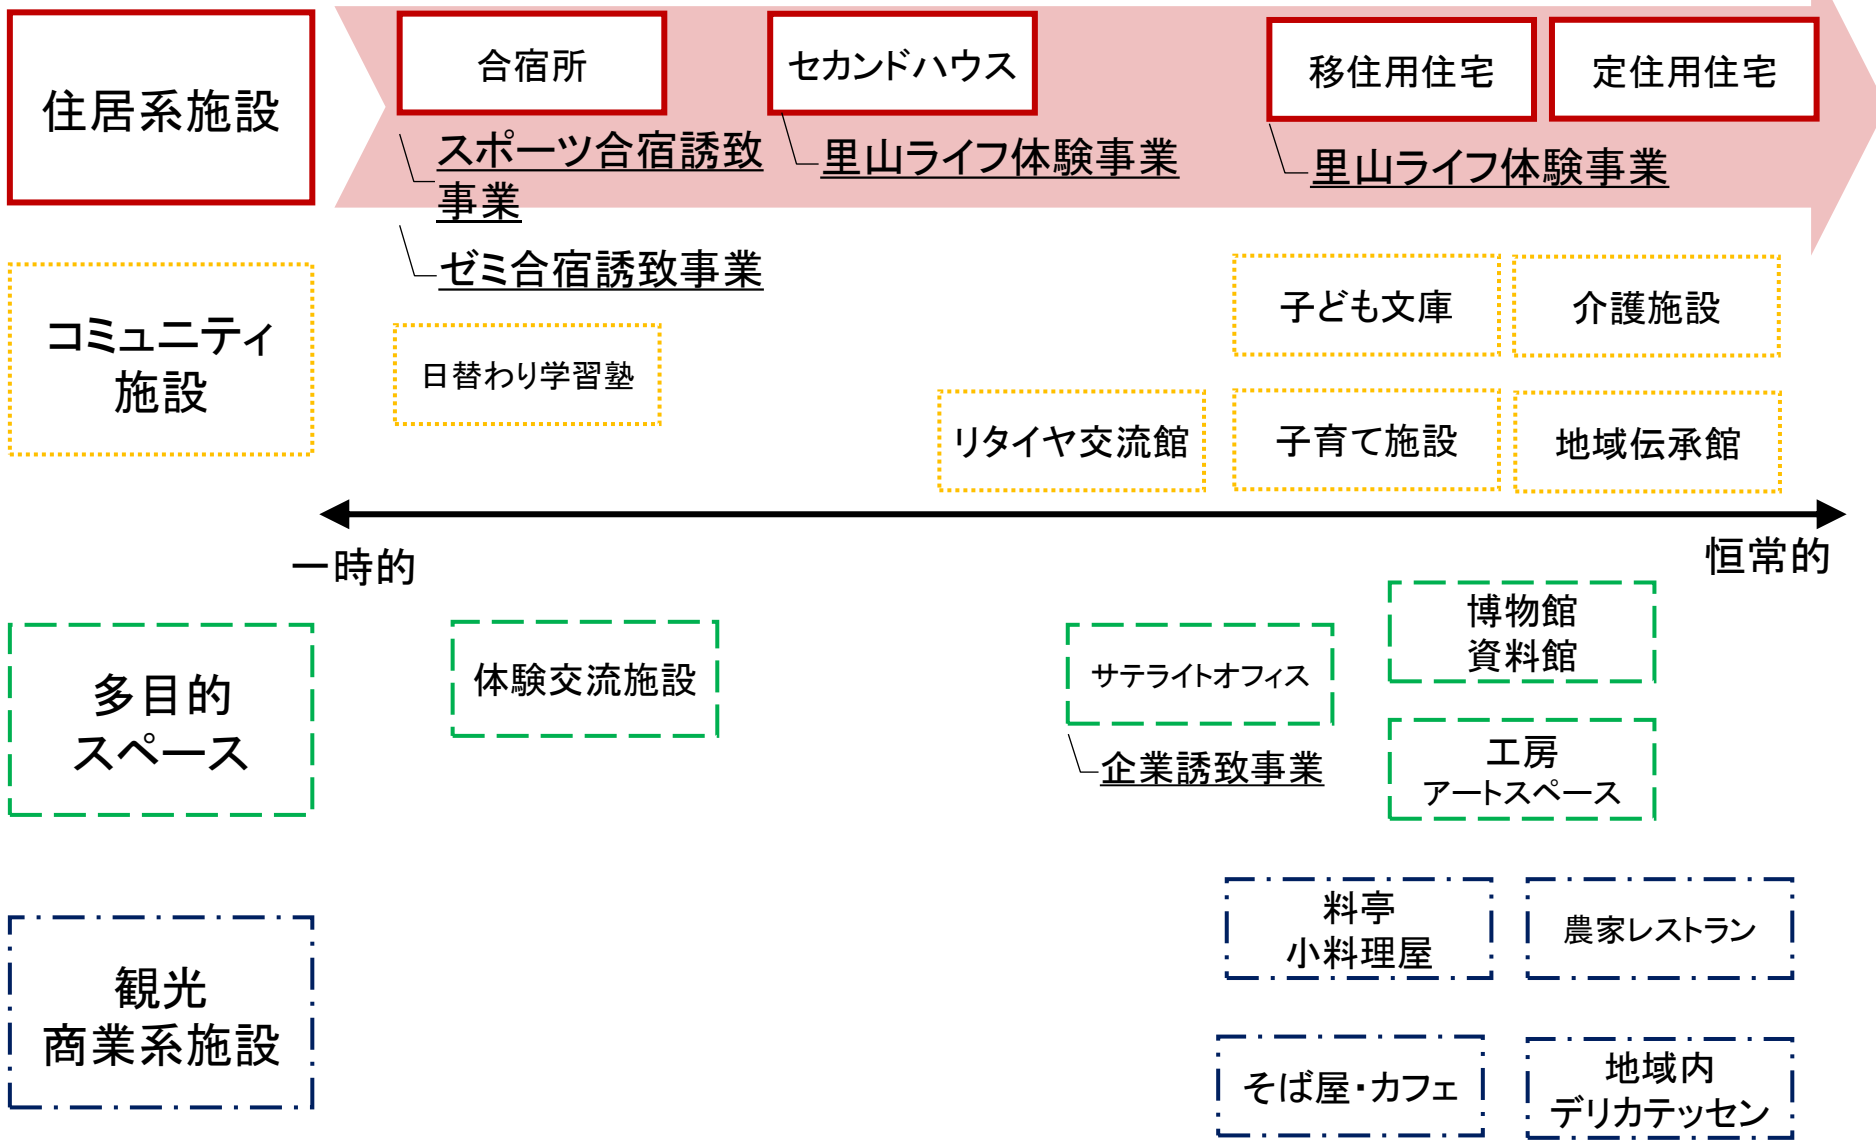 住居系施設
合宿所
セカンドハウス
移住用住宅
定住用住宅
スポーツ合宿誘致
事業
里山ライフ体験事業
里山ライフ体験事業
ゼミ合宿誘致事業
コミュニティ
施設
日替わり学習塾
子ども文庫
介護施設
リタイヤ交流館
子育て施設
地域伝承館
一時的
恒常的
多目的
スペース
体験交流施設
サテライトオフィス
企業誘致事業
博物館
資料館
工房
アートスペース
観光
商業系施設
料亭
小料理屋
農家レストラン
そば屋・カフェ
地域内
デリカテッセン